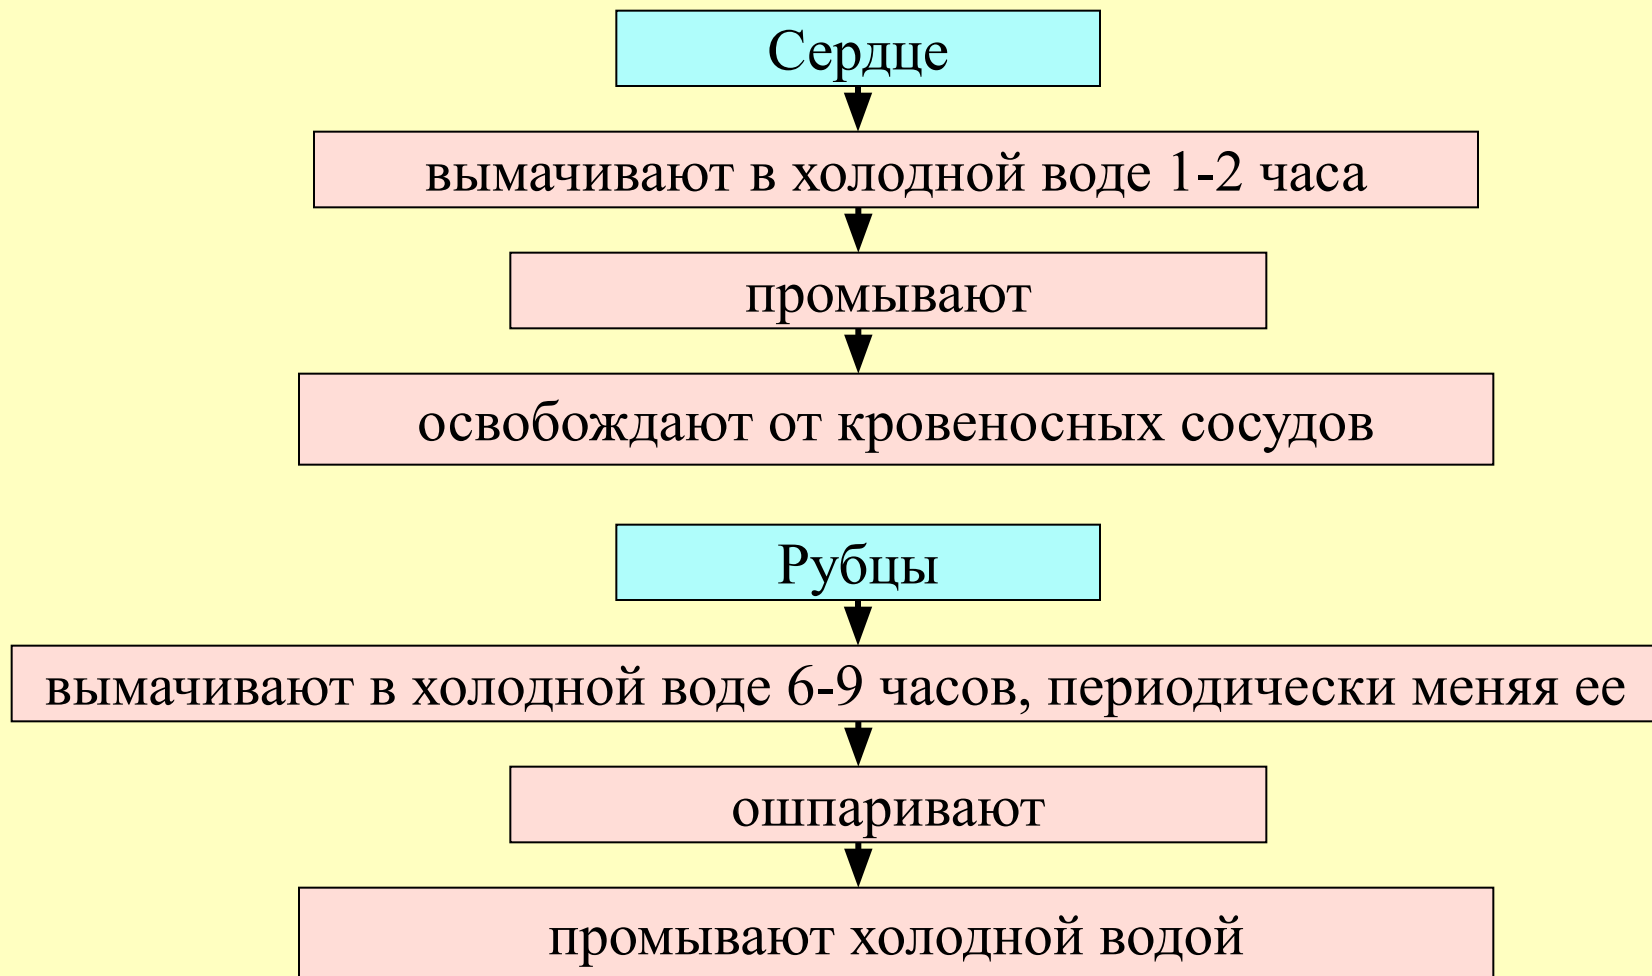 Сердце
вымачивают в холодной воде 1-2 часа
промывают
освобождают от кровеносных сосудов
Рубцы
вымачивают в холодной воде 6-9 часов, периодически меняя ее
ошпаривают
промывают холодной водой